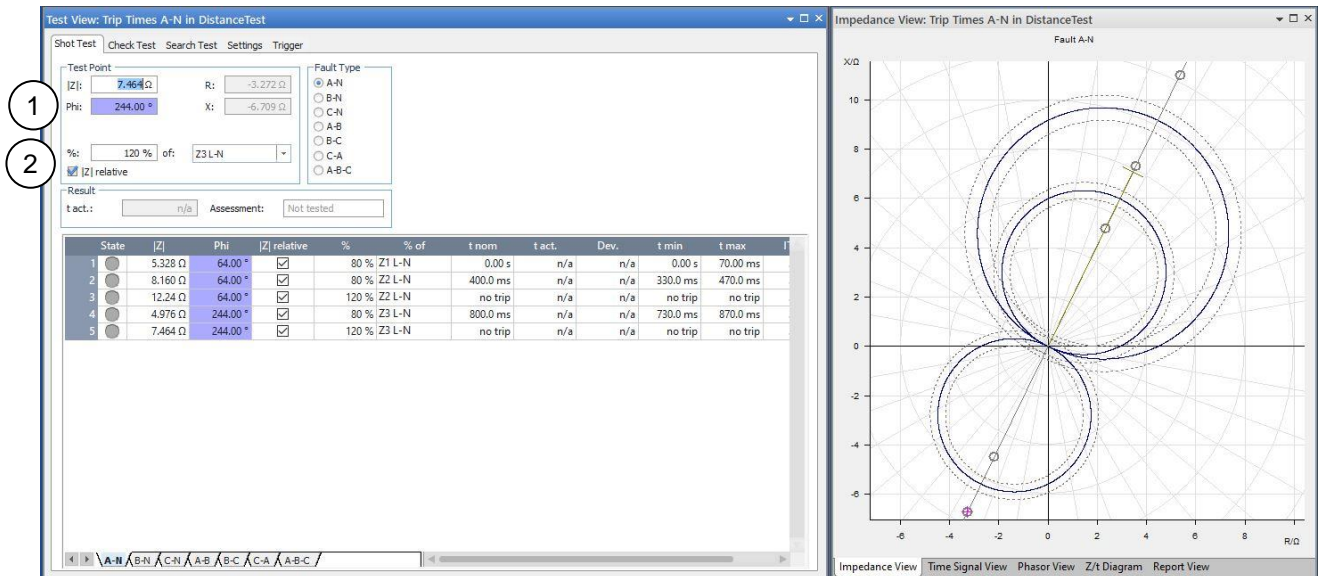 Test View: Trip Times A-N in DistanceTest
Shot Test Check Test Search Test Settings Trigger
Test Point
|Z|: 7.464 Ω R: -3.272 Ω
Phi: 244.00 ° X: -6.709 Ω
%: 120 % of: Z3 L-N
|Z| relative
1
2
Fault Type
A-N
B-N
C-N
A-B
B-C
C-A
A-B-C
Result
t act.: n/a Assessment: Not tested
State |Z| Phi |Z| relative % % of t nom t act. Dev. t min t max
1 5.328 Ω 64.00 ° 80 % Z1 L-N 0.00 s n/a n/a 0.00 s 70.00 ms
2 8.160 Ω 64.00 ° 80 % Z2 L-N 400.0 ms n/a n/a 330.0 ms 470.0 ms
3 12.24 Ω 64.00 ° 120 % Z2 L-N no trip n/a n/a no trip no trip
4 4.976 Ω 244.00 ° 80 % Z3 L-N 800.0 ms n/a n/a 730.0 ms 870.0 ms
5 7.464 Ω 244.00 ° 120 % Z3 L-N no trip n/a n/a no trip no trip
A-N B-N C-N A-B B-C C-A A-B-C
Impedance View: Trip Times A-N in DistanceTest
Fault A-N
X/Ω
10
8
6
4
2
0
-2
-4
-6
-6 -4 -2 0 2 4 6 8
R/Ω
Impedance View Time Signal View Phasor View Z/t Diagram Report View